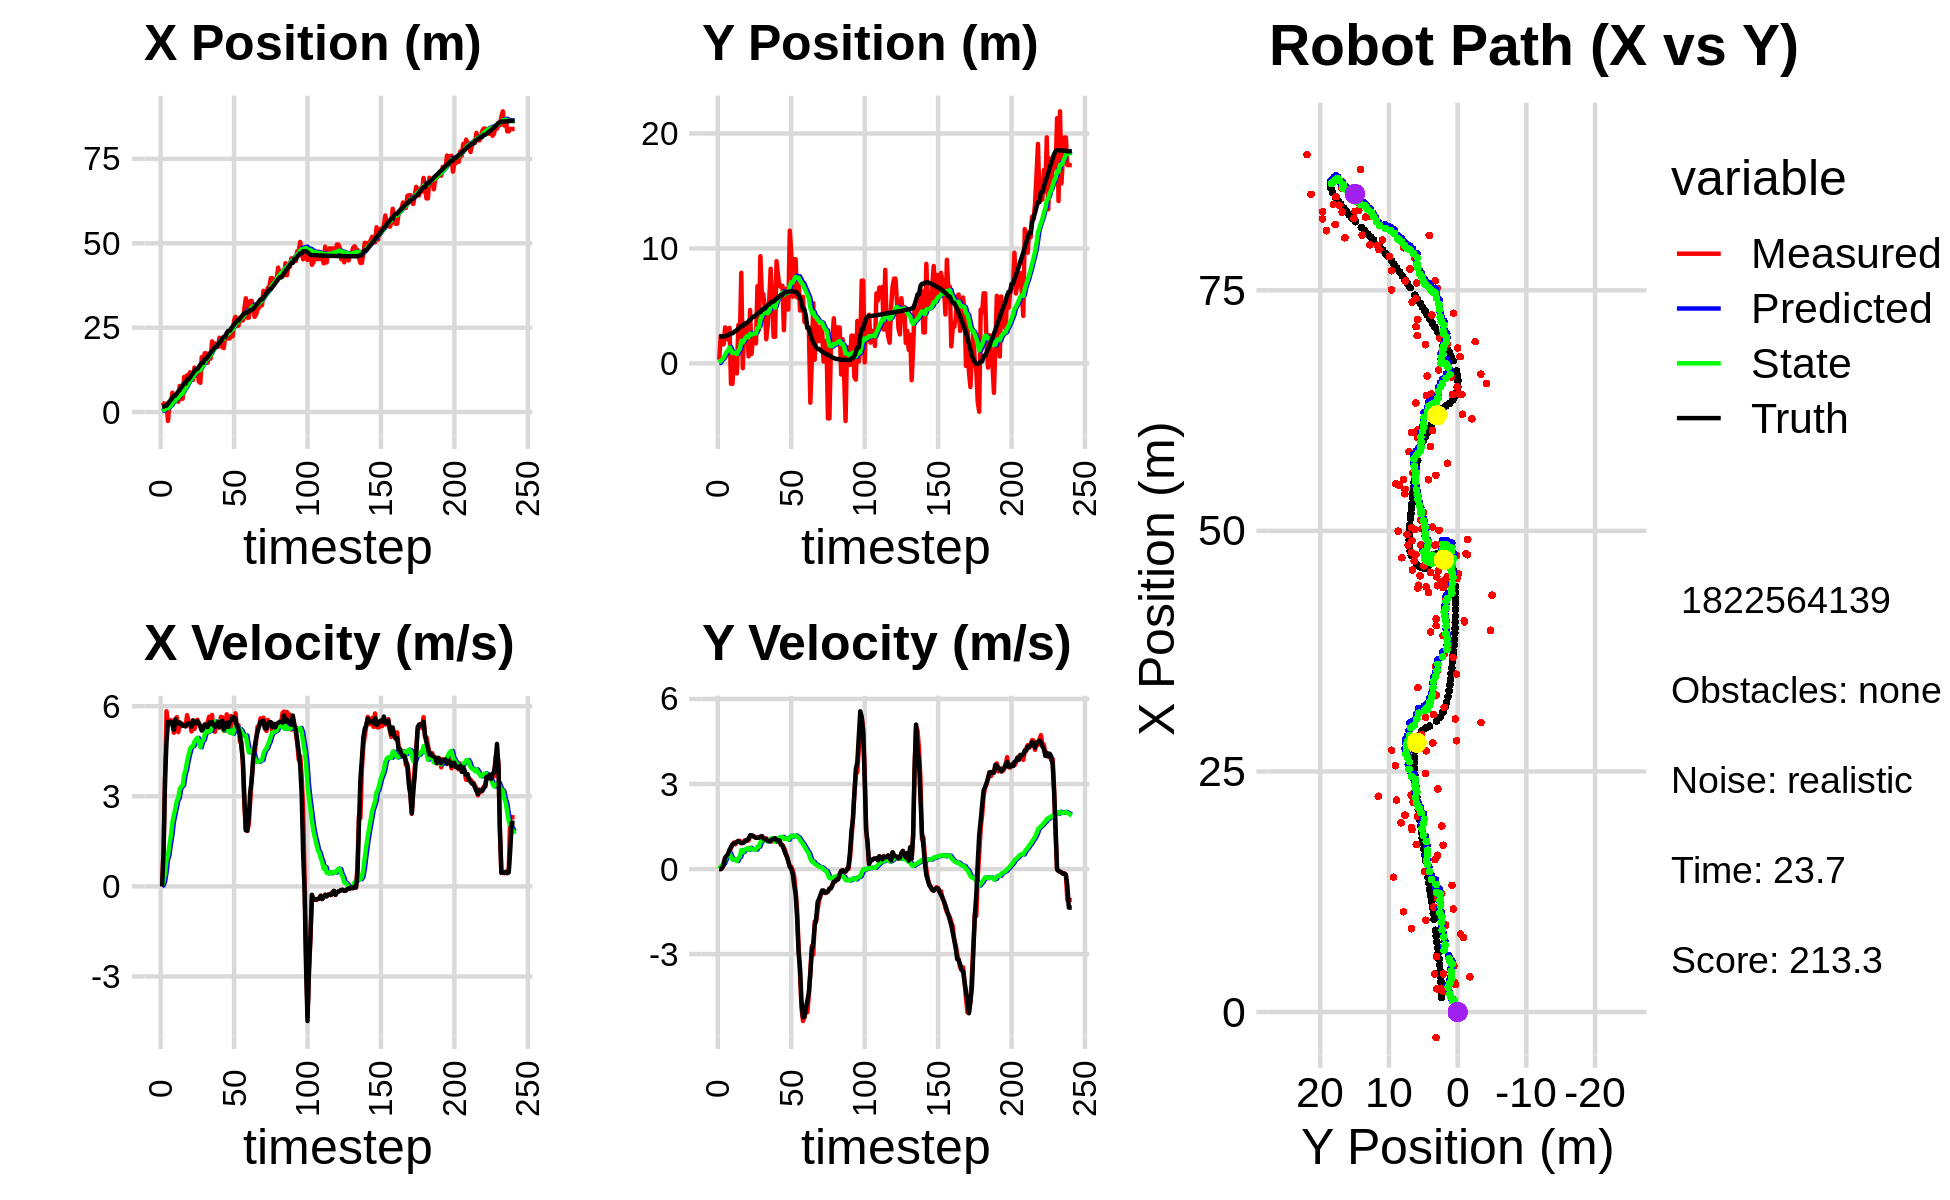 X Position (m)
75
50
25
0
0
50
100
150
200
250
timestep
Y Position (m)
20
10
0
0
50
100
150
200
250
timestep
X Velocity (m/s)
6
3
0
-3
0
50
100
150
200
250
timestep
Y Velocity (m/s)
6
3
0
-3
0
50
100
150
200
250
timestep
Robot Path (X vs Y)
X Position (m)
75
50
25
0
20 10 0 -10 -20
Y Position (m)
variable
Measured
Predicted
State
Truth
1822564139
Obstacles: none
Noise: realistic
Time: 23.7
Score: 213.3